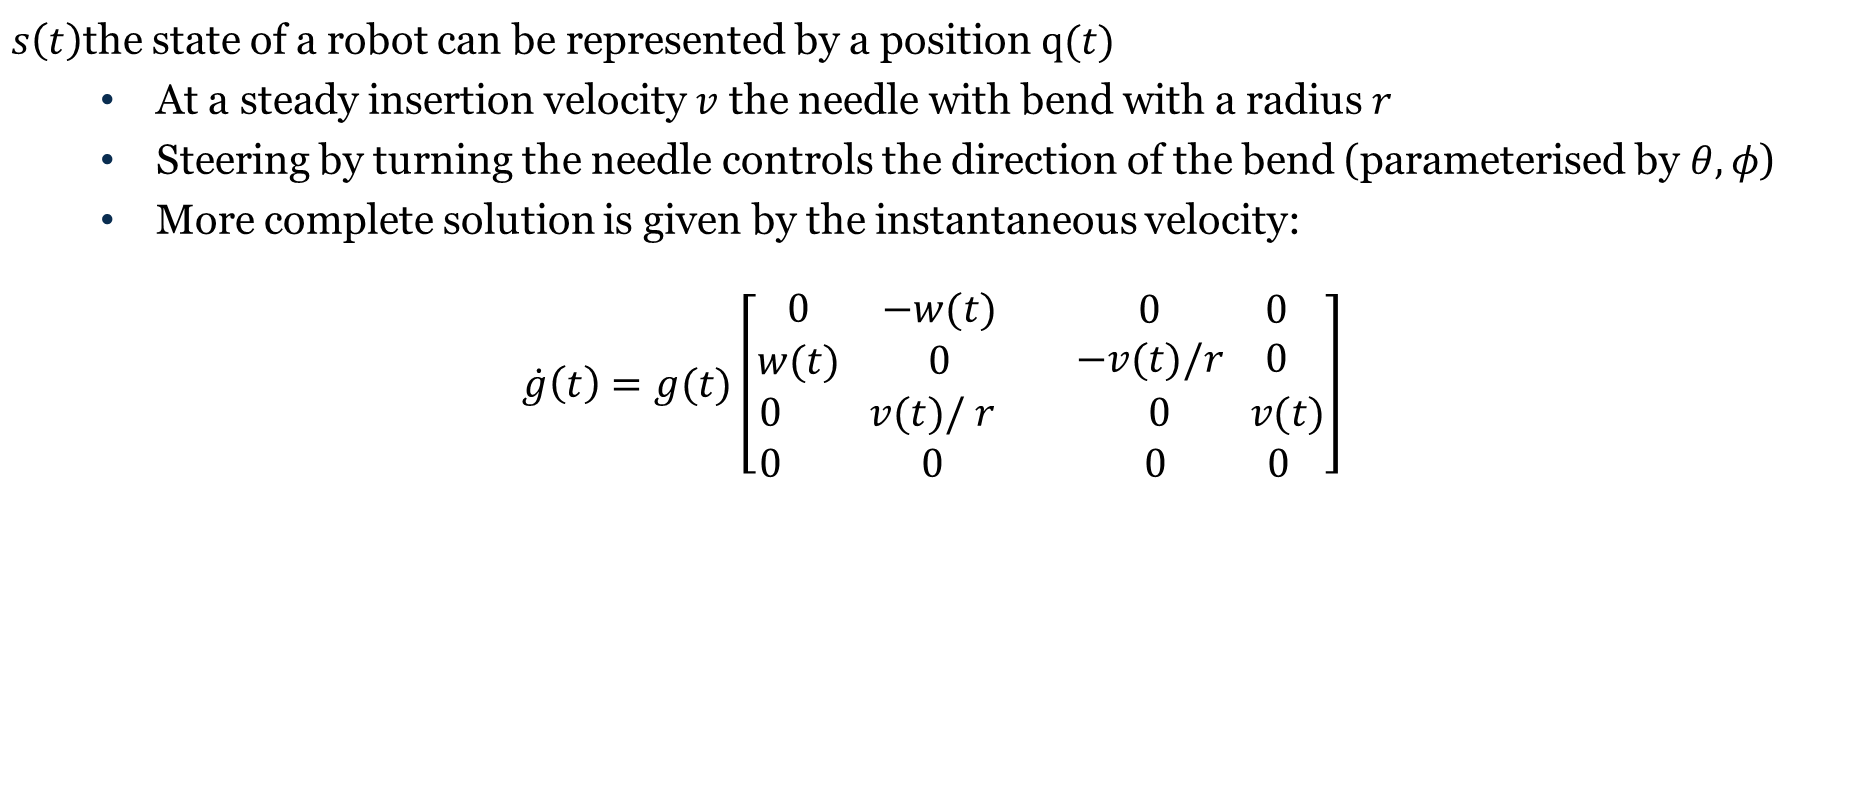 s(t)the state of a robot can be represented by a position q(t)
• At a steady insertion velocity v the needle with bend with a radius r
• Steering by turning the needle controls the direction of the bend (parameterised by θ, ϕ)
• More complete solution is given by the instantaneous velocity:
ġ(t) = g(t) [
0 −w(t) 0 0
w(t) 0 −v(t)/r 0
0 v(t)/ r 0 v(t)
0 0 0 0 ]